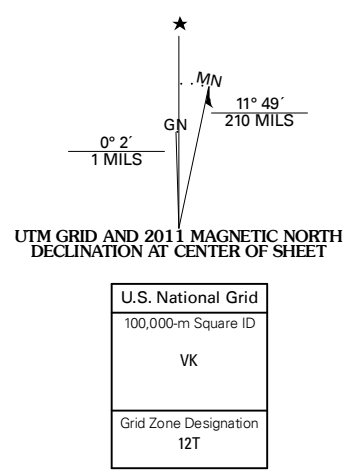 MN
GN
11° 49´
210 MILS
0° 2´
1 MILS
UTM GRID AND 2011 MAGNETIC NORTH
DECLINATION AT CENTER OF SHEET
U.S. National Grid
100,000-m Square ID
VK
Grid Zone Designation
12T